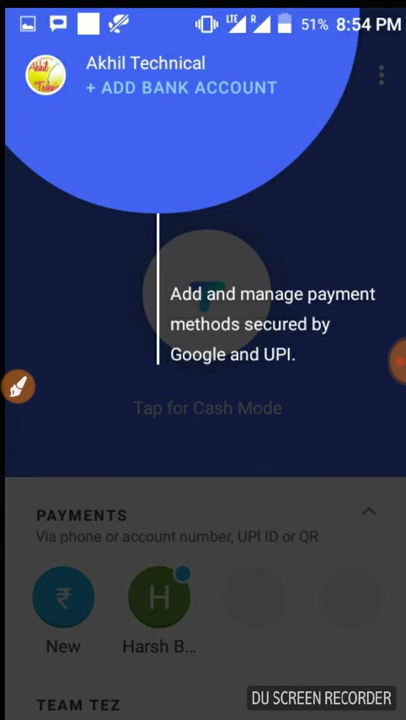 LTE R 51% 8:54 PM
Akhil Technical
+ ADD BANK ACCOUNT
Add and manage payment
methods secured by
Google and UPI.
Tap for Cash Mode
PAYMENTS
Via phone or account number, UPI ID or QR
₹ H
New Harsh B...
TEAM TEZ
DU SCREEN RECORDER